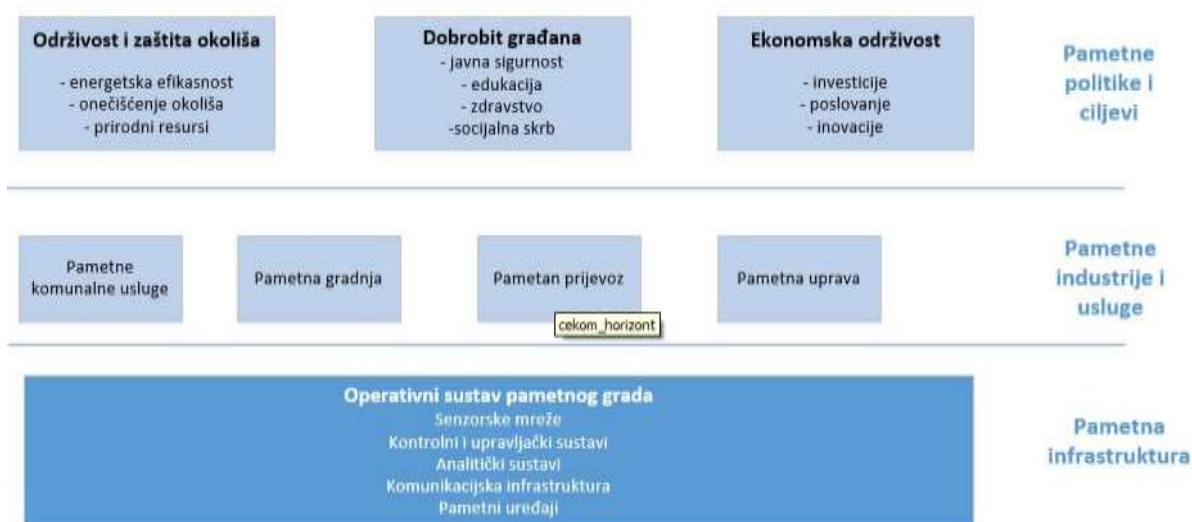 Održivost i zaštita okoliša
- energetska efikasnost
- onečišćenje okoliša
- prirodni resursi
Dobrobit građana
- javna sigurnost
- edukacija
- zdravstvo
-socijalna skrb
Ekonomska održivost
- investicije
- poslovanje
- inovacije
Pametne
politike i
ciljevi
Pametne
komunalne usluge
Pametna gradnja
Pametan prijevoz
cekom_horizont
Pametna uprava
Pametne
industrije i
usluge
Operativni sustav pametnog grada
Senzorske mreže
Kontrolni i upravljački sustavi
Analitički sustavi
Komunikacijska infrastruktura
Pametni uređaji
Pametna
infrastruktura